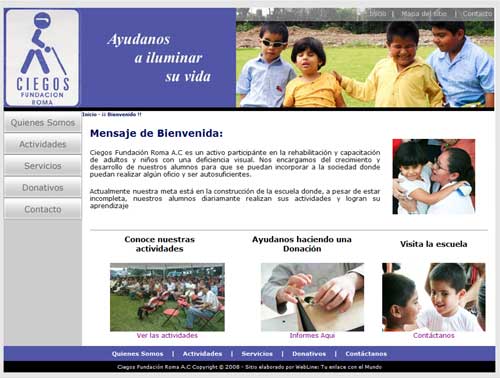 Inicio | Mapa del sitio | Contacto
Ayudanos
a iluminar
su vida
CIEGOS
FUNDACION
ROMA
Quienes Somos
Actividades
Servicios
Donativos
Contacto
Inicio - ¡¡ Bienvenido !!
Mensaje de Bienvenida:
Ciegos Fundación Roma A.C es un activo participánte en la rehabilitación y capacitación
de adultos y niños con una deficiencia visual. Nos encargamos del crecimiento y
desarrollo de nuestros alumnos para que se puedan incorporar a la sociedad donde
puedan realizar algún oficio y ser autosuficientes.
Actualmente nuestra meta está en la construcción de la escuela donde, a pesar de estar
incompleta, nuestros alumnos diariamante realizan sus actividades y logran su
aprendizaje
Conoce nuestras
actividades
Ver las actividades
Ayudanos haciendo una
Donación
Informes Aqui
Visita la escuela
Contáctanos
Quienes Somos | Actividades | Servicios | Donativos | Contáctanos
Ciegos Fundación Roma A.C Copyright © 2008 - Sitio elaborado por WebLine: Tu enlace con el Mundo